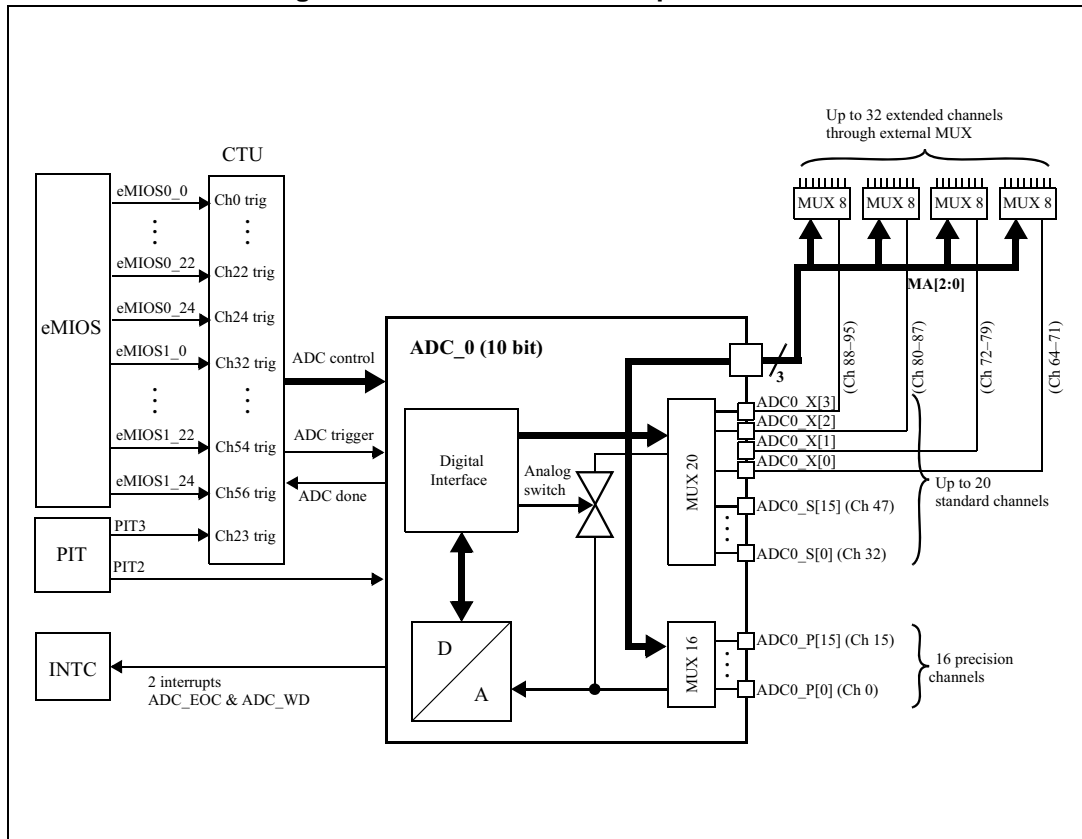 Up to 32 extended channels
through external MUX
CTU
MUX 8
MUX 8
MUX 8
MUX 8
MA[2:0]
(Ch 88–95)
(Ch 80–87)
(Ch 72–79)
(Ch 64–71)
eMIOS
eMIOS0_0
Ch0 trig
eMIOS0_22
Ch22 trig
eMIOS0_24
Ch24 trig
eMIOS1_0
Ch32 trig
eMIOS1_22
Ch54 trig
eMIOS1_24
Ch56 trig
PIT
PIT3
Ch23 trig
PIT2
INTC
2 interrupts
ADC_EOC & ADC_WD
ADC control
ADC trigger
ADC done
ADC_0 (10 bit)
3
Digital
Interface
Analog
switch
D
A
MUX 20
ADC0_X[3]
ADC0_X[2]
ADC0_X[1]
ADC0_X[0]
ADC0_S[15] (Ch 47)
ADC0_S[0] (Ch 32)
Up to 20
standard channels
MUX 16
ADC0_P[15] (Ch 15)
ADC0_P[0] (Ch 0)
16 precision
channels